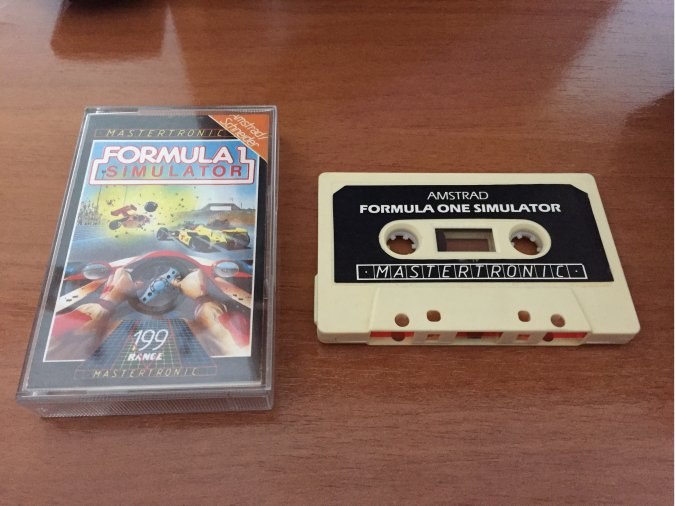 MASTERTRONIC
Amstrad/
Schneider
FORMULA 1
SIMULATOR
199
RANGE
MASTERTRONIC
AMSTRAD
FORMULA ONE SIMULATOR
MASTERTRONIC